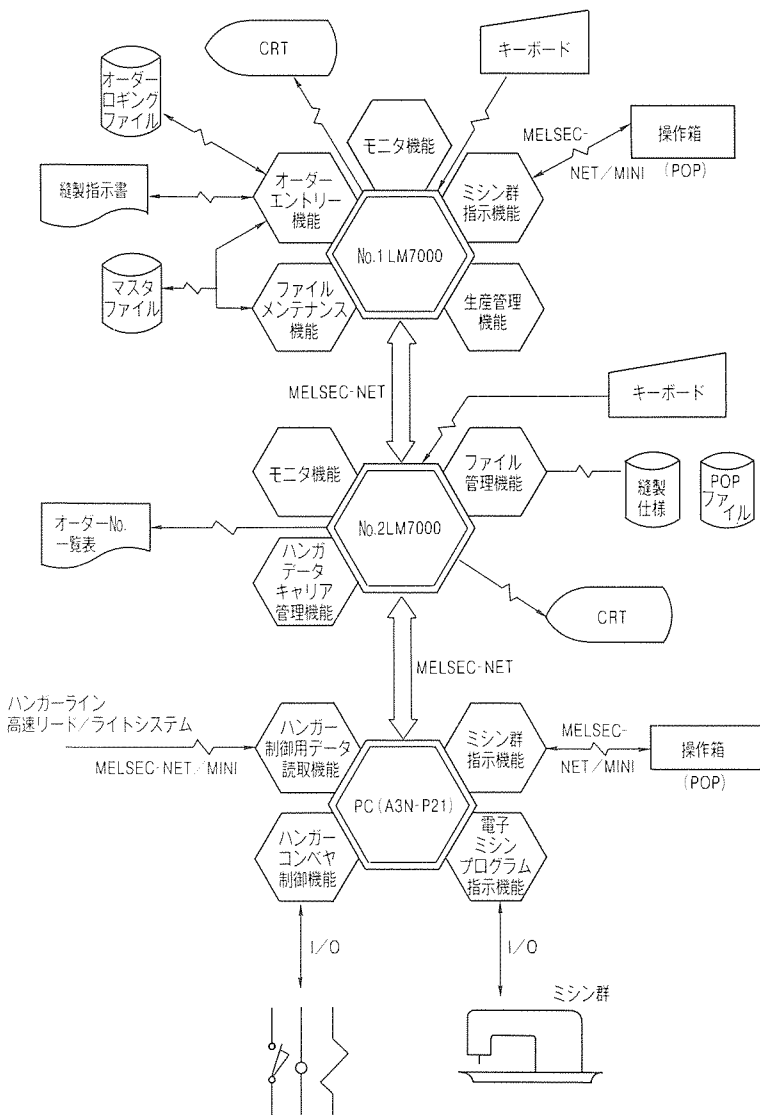 CRT
キーボード
オーダー
ロギング
ファイル
モニタ機能
MELSEC-
NET/MINI
操作箱
(POP)
縫製指示書
オーダー
エントリー
機能
ミシン群
指示機能
No.1 LM7000
マスタ
ファイル
ファイル
メンテナンス
機能
生産管理
機能
MELSEC-NET
キーボード
モニタ機能
ファイル
管理機能
縫製
仕様
POP
ファイル
オーダーNo.
一覧表
No.2LM7000
ハンガ
データ
キャリア
管理機能
CRT
MELSEC-NET
ハンガーライン
高速リード/ライトシステム
MELSEC-NET/MINI
ハンガー
制御用データ
読取機能
ミシン群
指示機能
MELSEC-
NET/MINI
操作箱
(POP)
PC(A3N-P21)
ハンガー
コンベヤ
制御機能
電子
ミシン
プログラム
指示機能
I/O
I/O
ミシン群